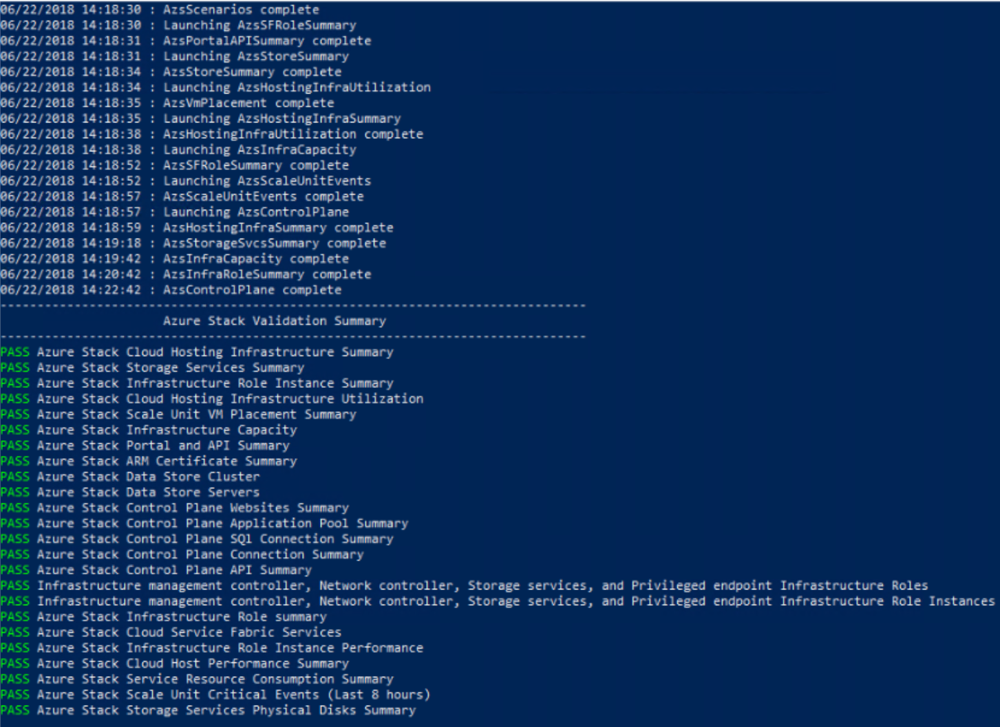 06/22/2018 14:18:30 : AzsScenarios complete
06/22/2018 14:18:30 : Launching AzsSFRoleSummary
06/22/2018 14:18:31 : AzsPortalAPISummary complete
06/22/2018 14:18:31 : Launching AzsStoreSummary
06/22/2018 14:18:34 : AzsStoreSummary complete
06/22/2018 14:18:34 : Launching AzsHostingInfraUtilization
06/22/2018 14:18:35 : AzsVmPlacement complete
06/22/2018 14:18:35 : Launching AzsHostingInfraSummary
06/22/2018 14:18:38 : AzsHostingInfraUtilization complete
06/22/2018 14:18:38 : Launching AzsInfraCapacity
06/22/2018 14:18:52 : AzsSFRoleSummary complete
06/22/2018 14:18:52 : Launching AzsScaleUnitEvents
06/22/2018 14:18:57 : AzsScaleUnitEvents complete
06/22/2018 14:18:57 : Launching AzsControlPlane
06/22/2018 14:18:59 : AzsHostingInfraSummary complete
06/22/2018 14:19:18 : AzsStorageSvcsSummary complete
06/22/2018 14:19:42 : AzsInfraCapacity complete
06/22/2018 14:20:42 : AzsInfraRoleSummary complete
06/22/2018 14:22:42 : AzsControlPlane complete
-------------------------------------------------------------------------------
Azure Stack Validation Summary
-------------------------------------------------------------------------------
PASS Azure Stack Cloud Hosting Infrastructure Summary
PASS Azure Stack Storage Services Summary
PASS Azure Stack Infrastructure Role Instance Summary
PASS Azure Stack Cloud Hosting Infrastructure Utilization
PASS Azure Stack Scale Unit VM Placement Summary
PASS Azure Stack Infrastructure Capacity
PASS Azure Stack Portal and API Summary
PASS Azure Stack ARM Certificate Summary
PASS Azure Stack Data Store Cluster
PASS Azure Stack Data Store Servers
PASS Azure Stack Control Plane Websites Summary
PASS Azure Stack Control Plane Application Pool Summary
PASS Azure Stack Control Plane SQl Connection Summary
PASS Azure Stack Control Plane Connection Summary
PASS Azure Stack Control Plane API Summary
PASS Infrastructure management controller, Network controller, Storage services, and Privileged endpoint Infrastructure Roles
PASS Infrastructure management controller, Network controller, Storage services, and Privileged endpoint Infrastructure Role Instances
PASS Azure Stack Infrastructure Role summary
PASS Azure Stack Cloud Service Fabric Services
PASS Azure Stack Infrastructure Role Instance Performance
PASS Azure Stack Cloud Host Performance Summary
PASS Azure Stack Service Resource Consumption Summary
PASS Azure Stack Scale Unit Critical Events (Last 8 hours)
PASS Azure Stack Storage Services Physical Disks Summary